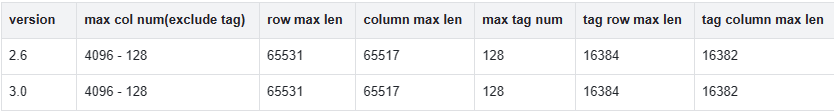 version max col num(exclude tag) row max len column max len max tag num tag row max len tag column max len
2.6 4096 - 128 65531 65517 128 16384 16382
3.0 4096 - 128 65531 65517 128 16384 16382